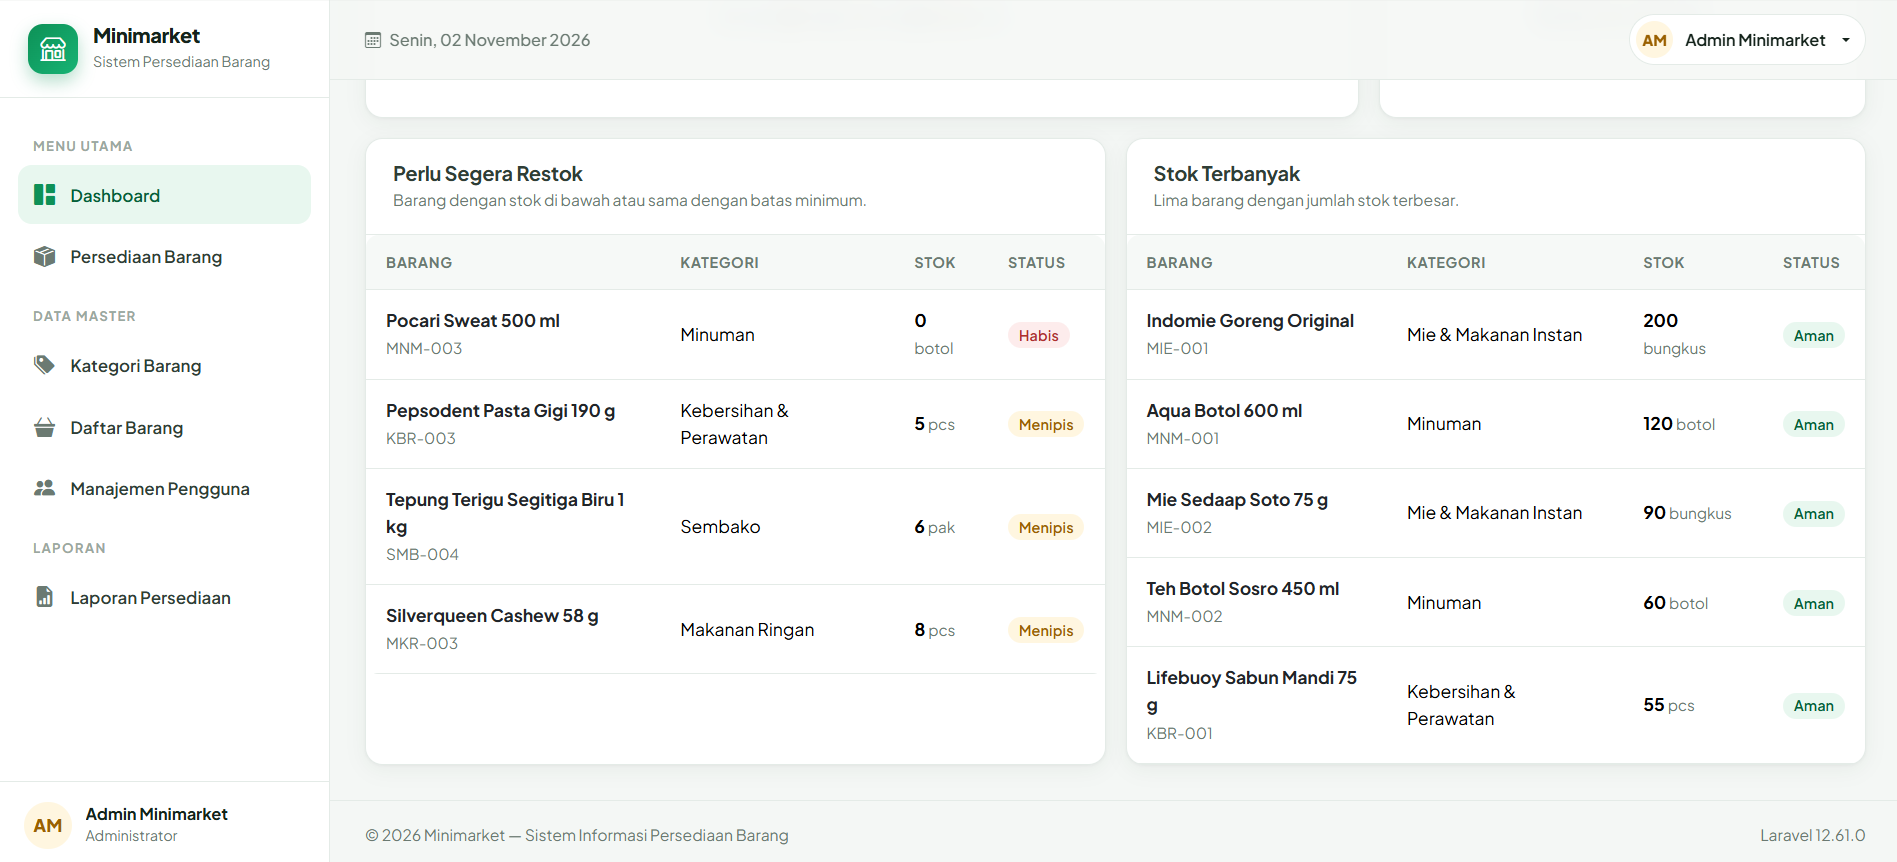 Minimarket
Sistem Persediaan Barang
MENU UTAMA
Dashboard
Persediaan Barang
DATA MASTER
Kategori Barang
Daftar Barang
Manajemen Pengguna
LAPORAN
Laporan Persediaan
AM
Admin Minimarket
Administrator
Senin, 02 November 2026
AM Admin Minimarket
Perlu Segera Restok
Barang dengan stok di bawah atau sama dengan batas minimum.
BARANG KATEGORI STOK STATUS
Pocari Sweat 500 ml
MNM-003
Minuman
0
botol
Habis
Pepsodent Pasta Gigi 190 g
KBR-003
Kebersihan &
Perawatan
5 pcs
Menipis
Tepung Terigu Segitiga Biru 1
kg
SMB-004
Sembako
6 pak
Menipis
Silverqueen Cashew 58 g
MKR-003
Makanan Ringan
8 pcs
Menipis
Stok Terbanyak
Lima barang dengan jumlah stok terbesar.
BARANG KATEGORI STOK STATUS
Indomie Goreng Original
MIE-001
Mie & Makanan Instan
200
bungkus
Aman
Aqua Botol 600 ml
MNM-001
Minuman
120 botol
Aman
Mie Sedaap Soto 75 g
MIE-002
Mie & Makanan Instan
90 bungkus
Aman
Teh Botol Sosro 450 ml
MNM-002
Minuman
60 botol
Aman
Lifebuoy Sabun Mandi 75
g
KBR-001
Kebersihan &
Perawatan
55 pcs
Aman
© 2026 Minimarket — Sistem Informasi Persediaan Barang
Laravel 12.61.0